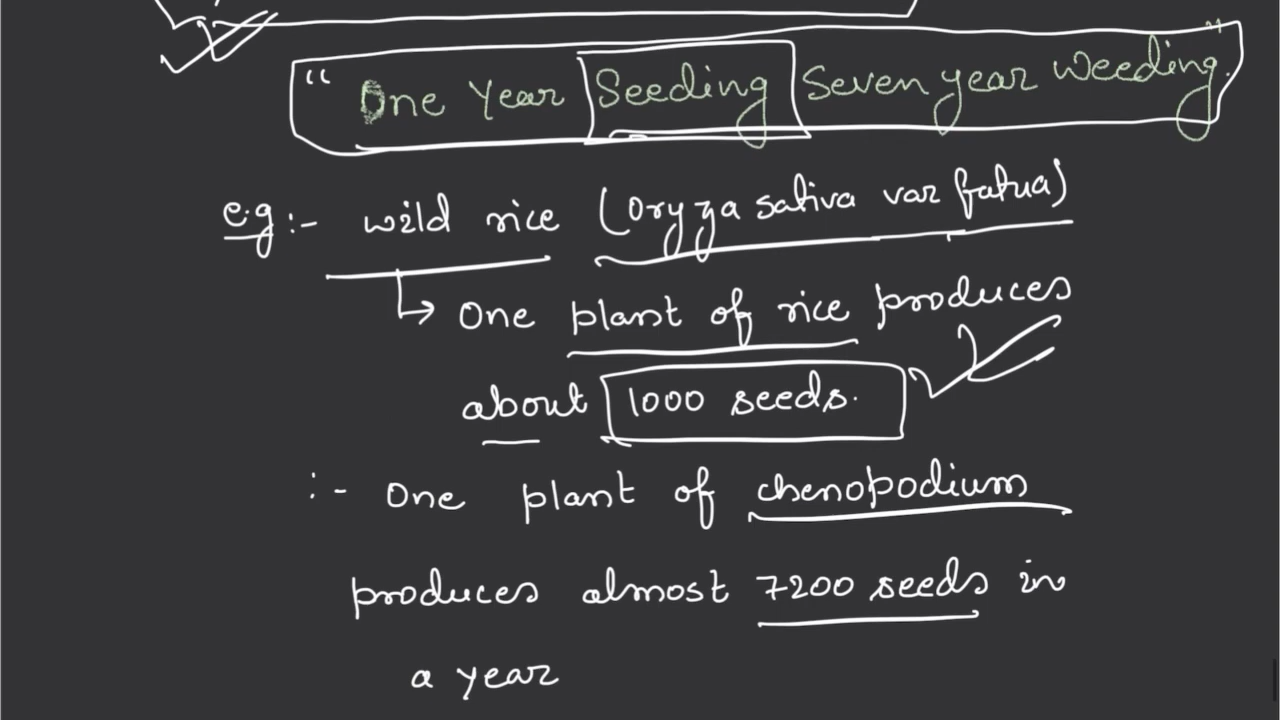 "One Year Seeding Seven year weeding"
e.g:- wild rice (Oryza sativa var fatua)
↳ One plant of rice produces
about 1000 seeds.
:- One plant of chenopodium
produces almost 7200 seeds in
a year